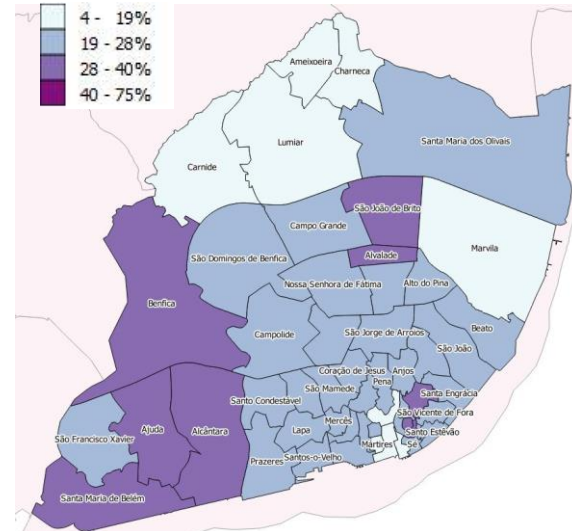 4 - 19%
19 - 28%
28 - 40%
40 - 75%
Ameixoeira
Charneca
Santa Maria dos Olivais
Lumiar
Carnide
São João de Brito
Campo Grande
Marvila
Alvalade
São Domingos de Benfica
Nossa Senhora de Fátima
Alto do Pina
Benfica
Beato
Campolide
São Jorge de Arroios
São João
Coração de Jesus
Anjos
Pena
São Mamede
Santa Engrácia
Santo Condestável
São Vicente de Fora
Mercês
Lapa
Santo Estêvão
Ajuda
Alcântara
São Francisco Xavier
Mártires
Sé
Santos-o-Velho
Prazeres
Santa Maria de Belém